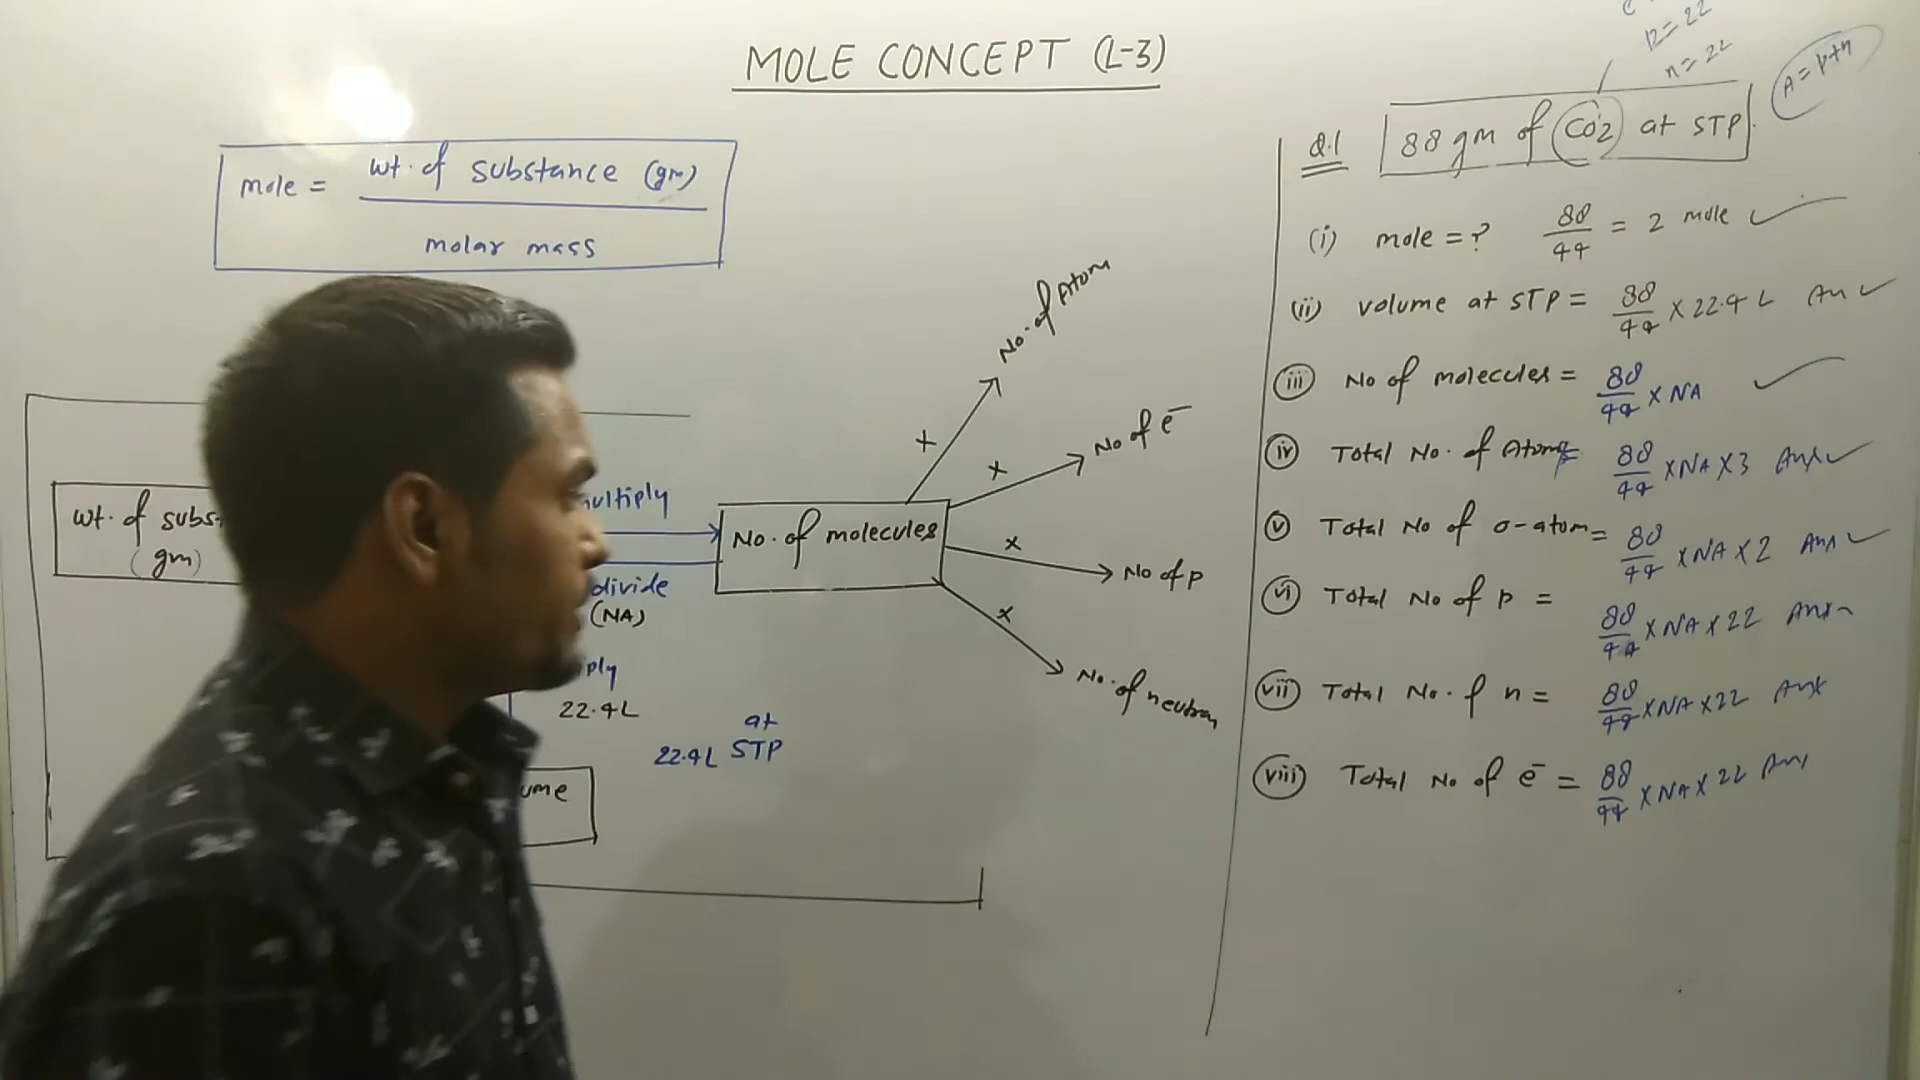 MOLE CONCEPT (L-3)
mole = wt. of substance (gm)
molar mass
wt. of subs
(gm)
multiply
divide
(NA)
ply
22.4L
at
22.4L STP
ume
No. of molecules
+ No. of Atom
x No of e⁻
x No of p
x No. of neutron
p = 22
n = 22
A = p+n
Q.1 88 gm of CO2 at STP.
(i) mole = ? 88/44 = 2 mole
(ii) volume at STP = 88/44 x 22.4 L An
(iii) No of molecules = 88/44 x NA
(iv) Total No. of Atom = 88/44 x NA x 3 Ans
(v) Total No of o-atom = 88/44 x NA x 2 Ans
(vi) Total No of p = 88/44 x NA x 22 Ans
(vii) Total No. of n = 88/44 x NA x 22 Ans
(viii) Total No of e⁻ = 88/44 x NA x 22 Ans